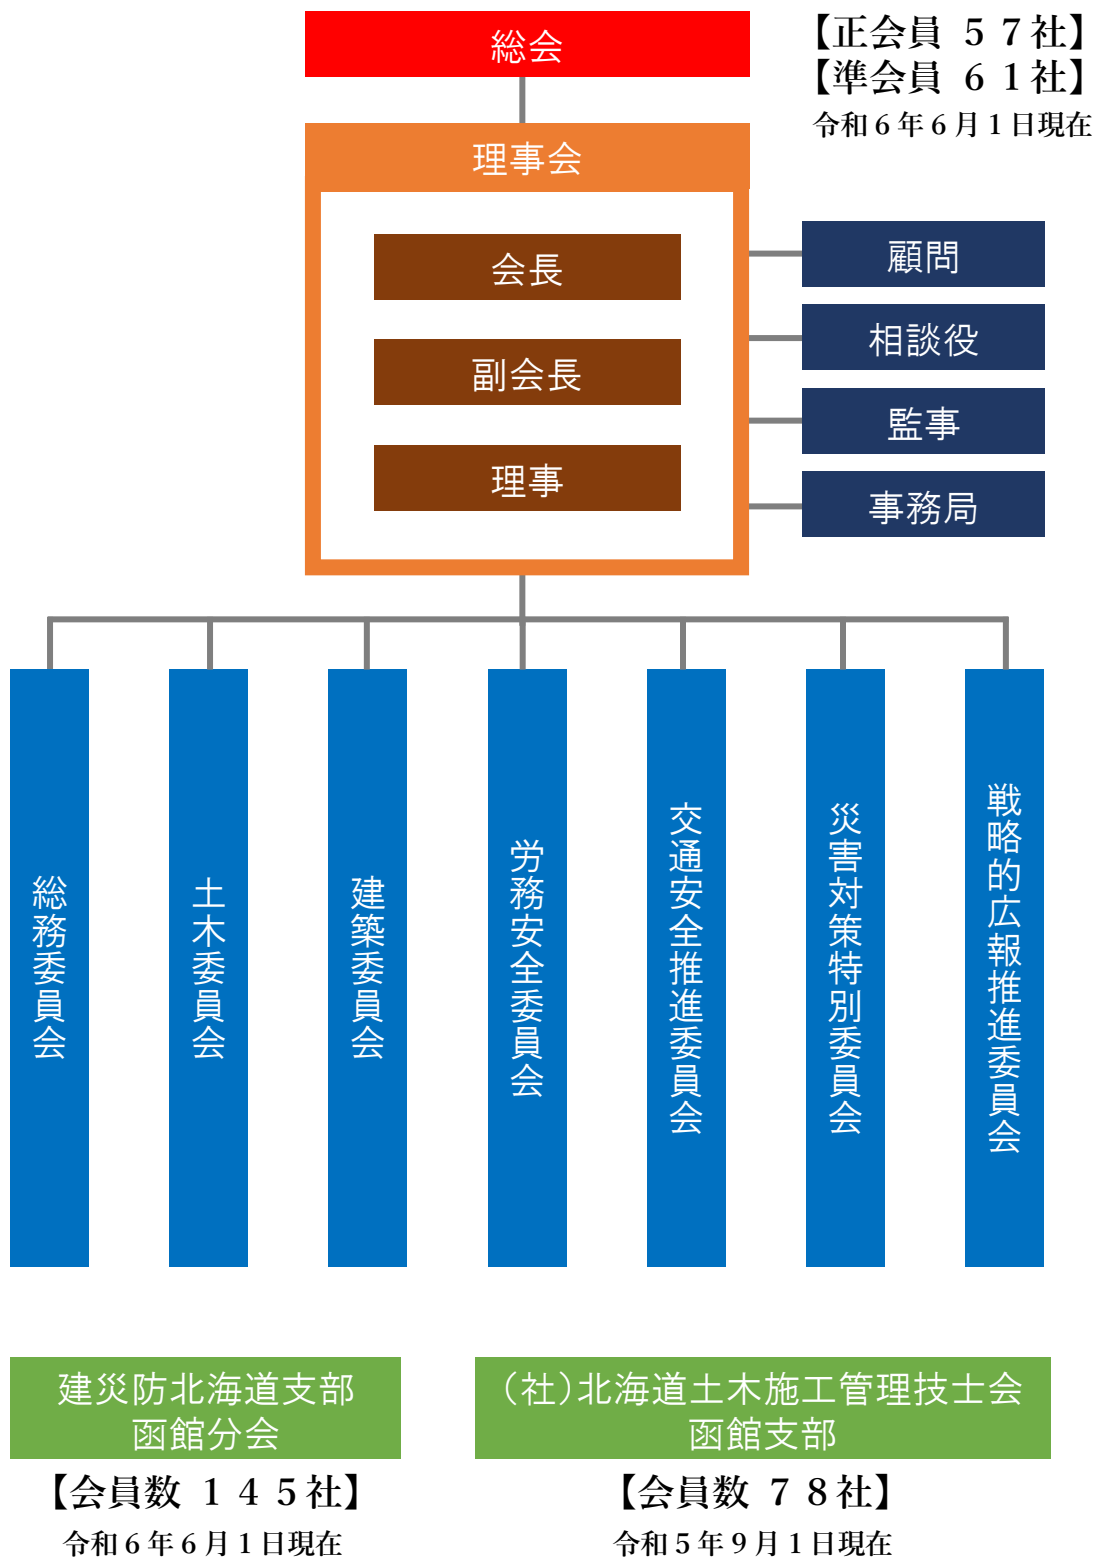 総会
【正会員 ５７社】
【準会員 ６１社】
令和６年６月１日現在
理事会
会長
副会長
理事
顧問
相談役
監事
事務局
総務委員会
土木委員会
建築委員会
労務安全委員会
交通安全推進委員会
災害対策特別委員会
戦略的広報推進委員会
建災防北海道支部
函館分会
【会員数 １４５社】
令和６年６月１日現在
（社）北海道土木施工管理技士会
函館支部
【会員数 ７８社】
令和５年９月１日現在